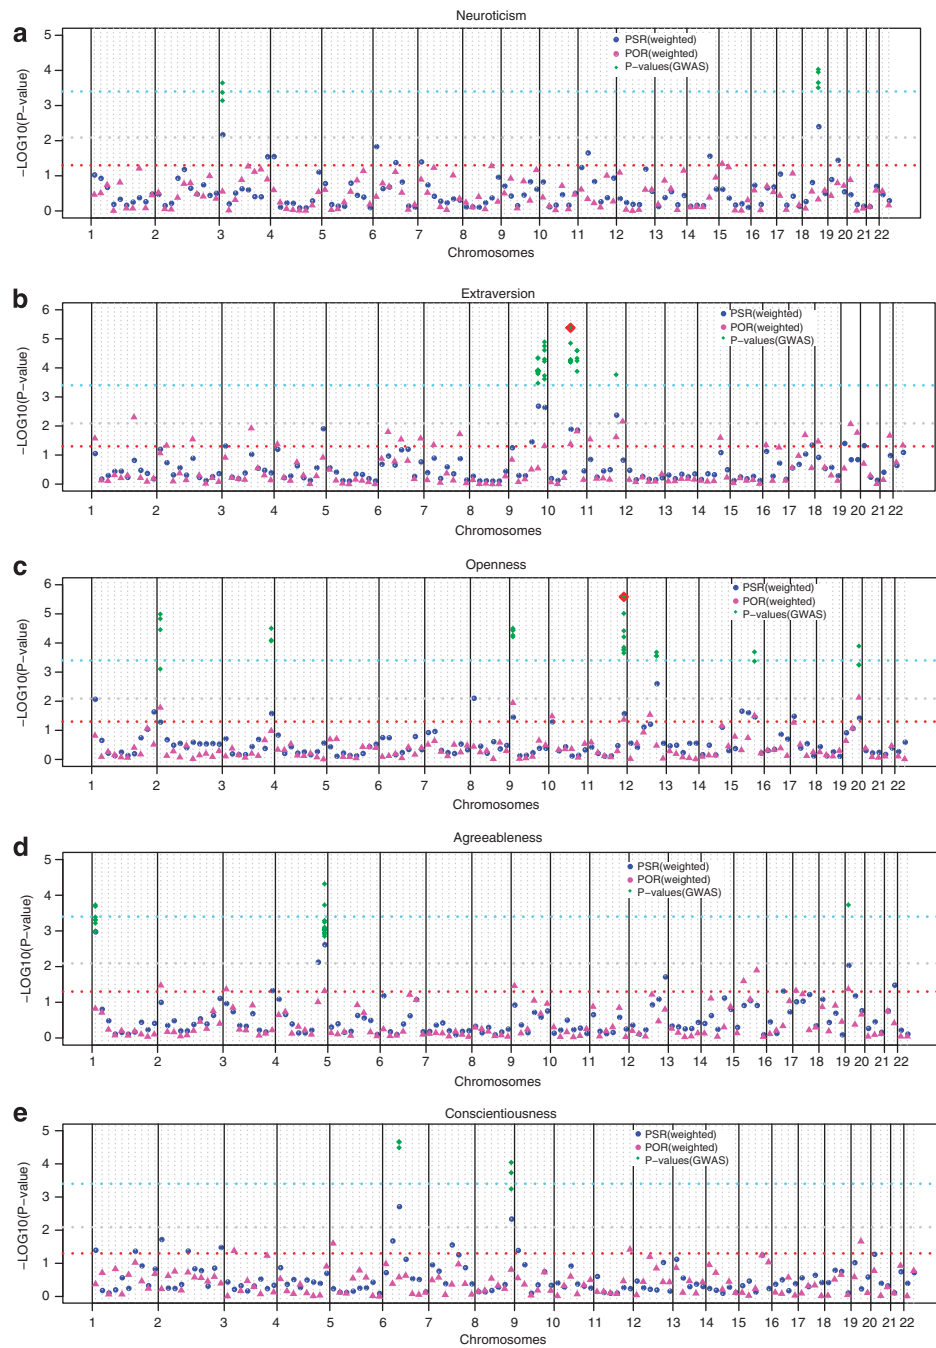 a
Neuroticism
PSR(weighted)
POR(weighted)
P−values(GWAS)
−LOG10(P−value)
5
4
3
2
1
0
1 2 3 4 5 6 7 8 9 10 11 12 13 14 15 16 17 18 19 20 21 22
Chromosomes
b
Extraversion
PSR(weighted)
POR(weighted)
P−values(GWAS)
−LOG10(P−value)
6
5
4
3
2
1
0
1 2 3 4 5 6 7 8 9 10 11 12 13 14 15 16 17 18 19 20 21 22
Chromosomes
c
Openness
PSR(weighted)
POR(weighted)
P−values(GWAS)
−LOG10(P−value)
6
5
4
3
2
1
0
1 2 3 4 5 6 7 8 9 10 11 12 13 14 15 16 17 18 19 20 21 22
Chromosomes
d
Agreeableness
PSR(weighted)
POR(weighted)
P−values(GWAS)
−LOG10(P−value)
5
4
3
2
1
0
1 2 3 4 5 6 7 8 9 10 11 12 13 14 15 16 17 18 19 20 21 22
Chromosomes
e
Conscientiousness
PSR(weighted)
POR(weighted)
P−values(GWAS)
−LOG10(P−value)
5
4
3
2
1
0
1 2 3 4 5 6 7 8 9 10 11 12 13 14 15 16 17 18 19 20 21 22
Chromosomes